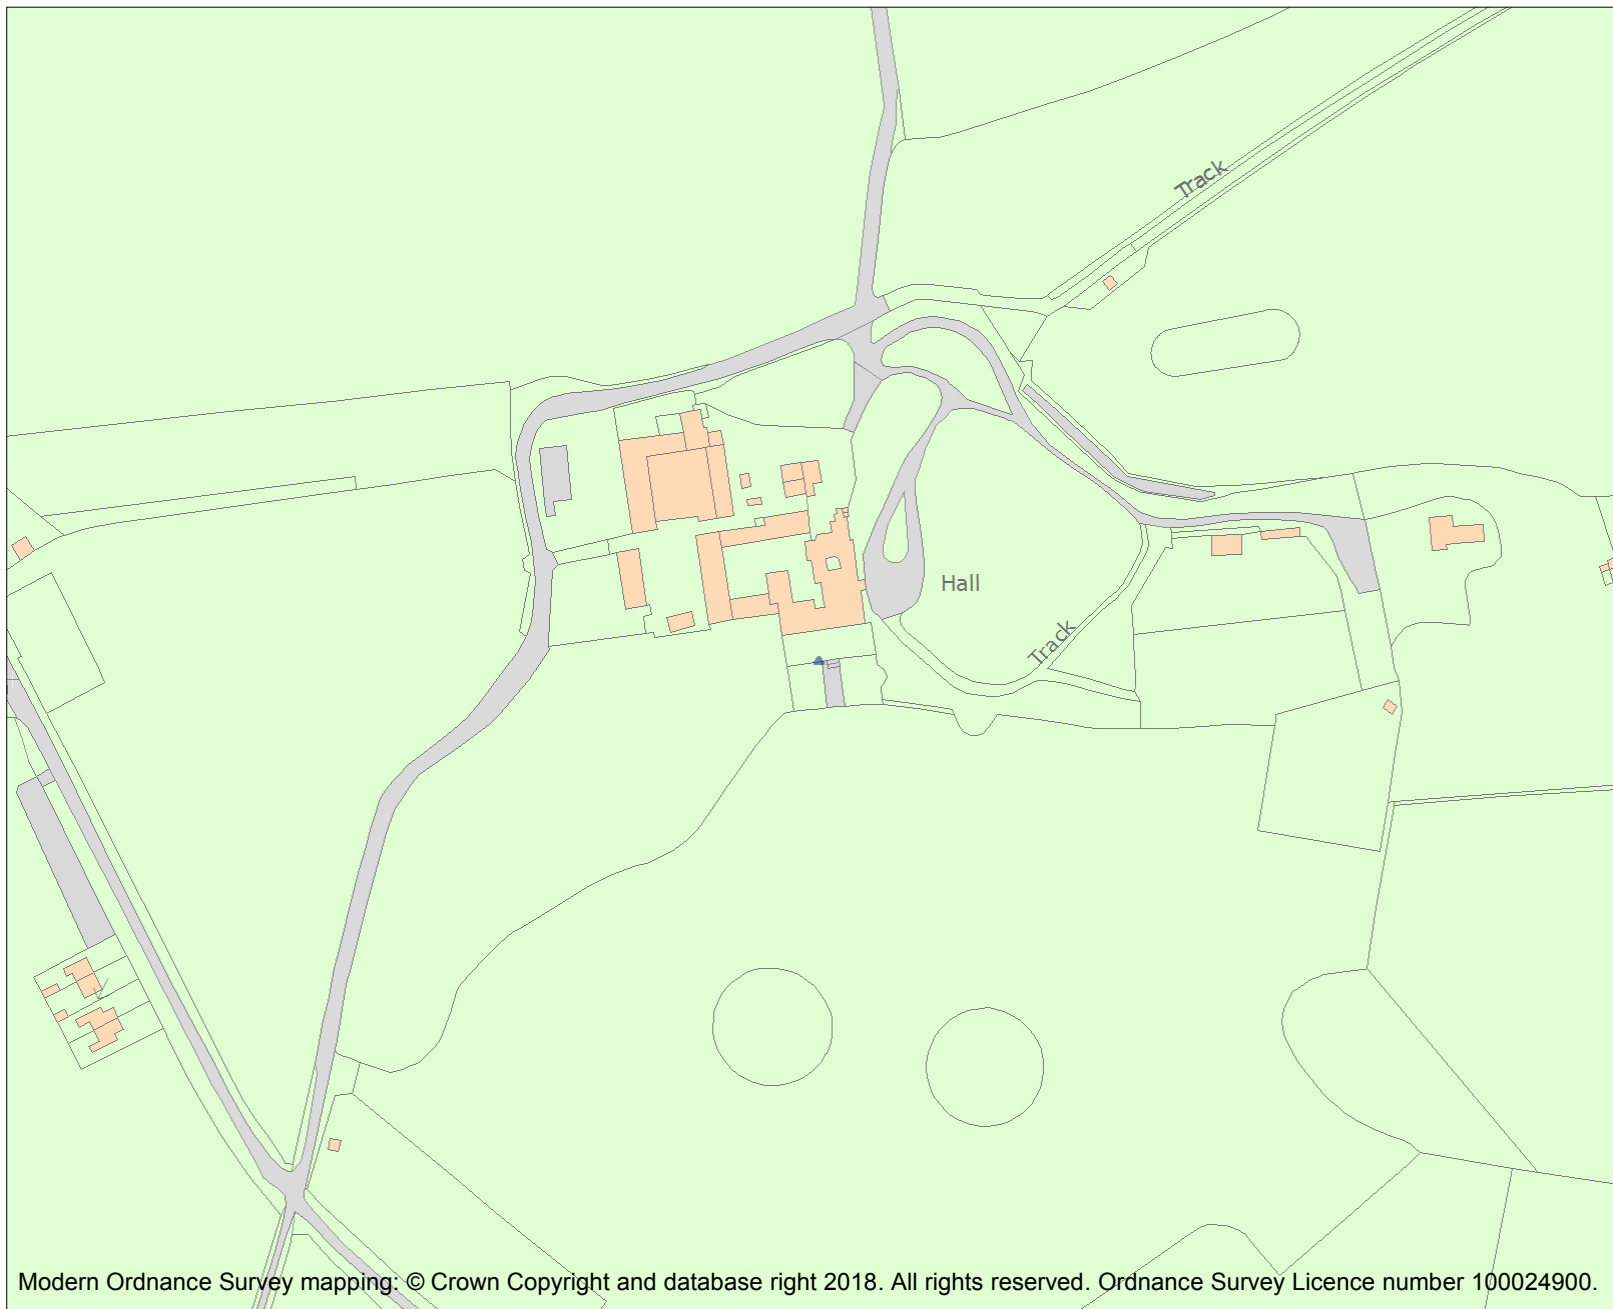 Track
Hall
Track
Modern Ordnance Survey mapping: © Crown Copyright and database right 2018. All rights reserved. Ordnance Survey Licence number 100024900.